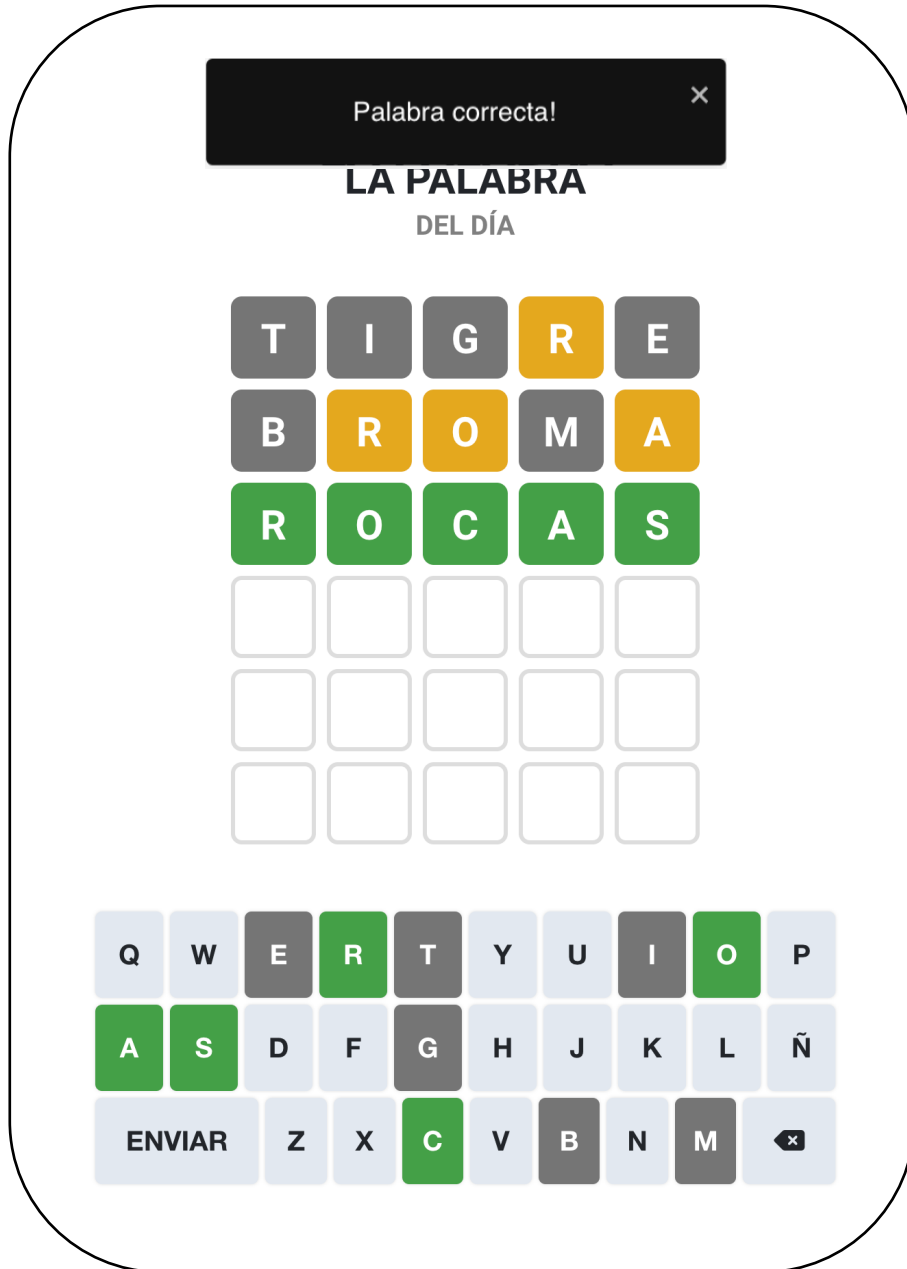 Palabra correcta!
×
LA PALABRA
DEL DÍA
T I G R E
B R O M A
R O C A S
Q W E R T Y U I O P
A S D F G H J K L Ñ
ENVIAR Z X C V B N M